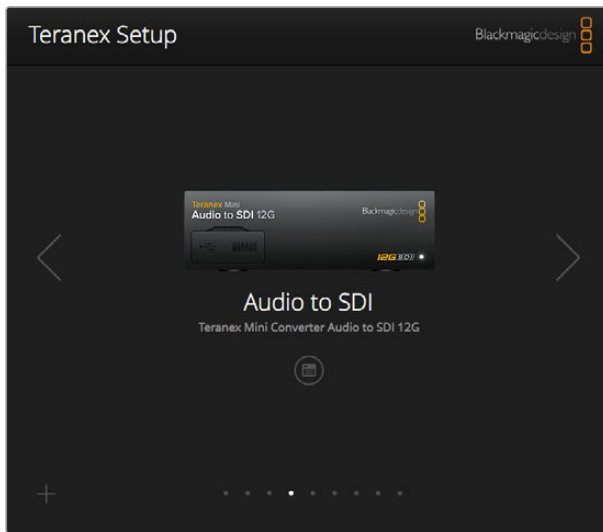 Teranex Setup
Blackmagicdesign
Teranex Mini
Audio to SDI 12G
Blackmagicdesign
12G SDI
Audio to SDI
Teranex Mini Converter Audio to SDI 12G